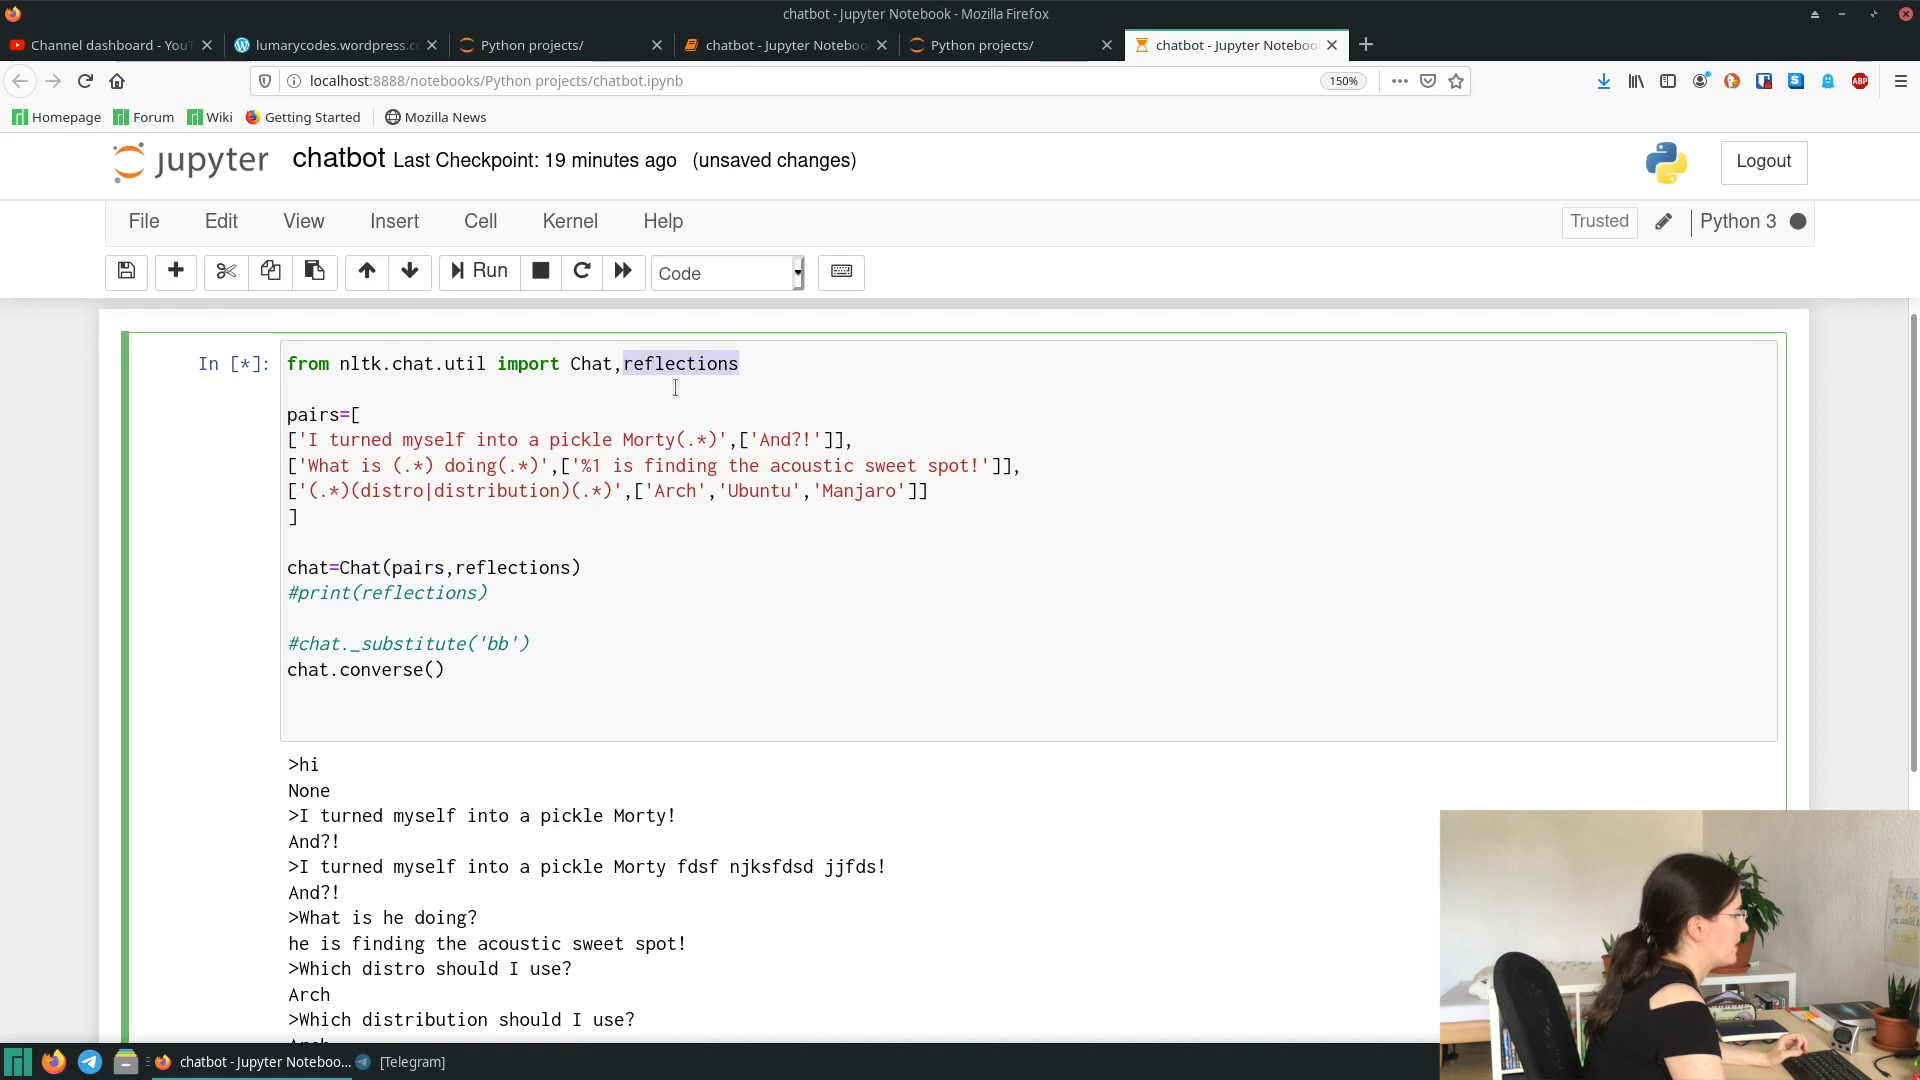 chatbot - Jupyter Notebook - Mozilla Firefox
Channel dashboard - YouT
lumarycodes.wordpress.c
Python projects/
chatbot - Jupyter Noteboo
Python projects/
chatbot - Jupyter Noteboo
localhost:8888/notebooks/Python projects/chatbot.ipynb
150%
ABP
Homepage
Forum
Wiki
Getting Started
Mozilla News
jupyter
chatbot Last Checkpoint: 19 minutes ago (unsaved changes)
Logout
File Edit View Insert Cell Kernel Help
Trusted
Python 3
Run
Code
In [*]:
from nltk.chat.util import Chat,reflections
pairs=[
['I turned myself into a pickle Morty(.*)',['And?!']],
['What is (.*) doing(.*)',['%1 is finding the acoustic sweet spot!']],
['(.*)(distro|distribution)(.*)',['Arch','Ubuntu','Manjaro']]
]
chat=Chat(pairs,reflections)
#print(reflections)
#chat._substitute('bb')
chat.converse()
>hi
None
>I turned myself into a pickle Morty!
And?!
>I turned myself into a pickle Morty fdsf njksfdsd jjfds!
And?!
>What is he doing?
he is finding the acoustic sweet spot!
>Which distro should I use?
Arch
>Which distribution should I use?
Arch
chatbot - Jupyter Noteboo...
[Telegram]